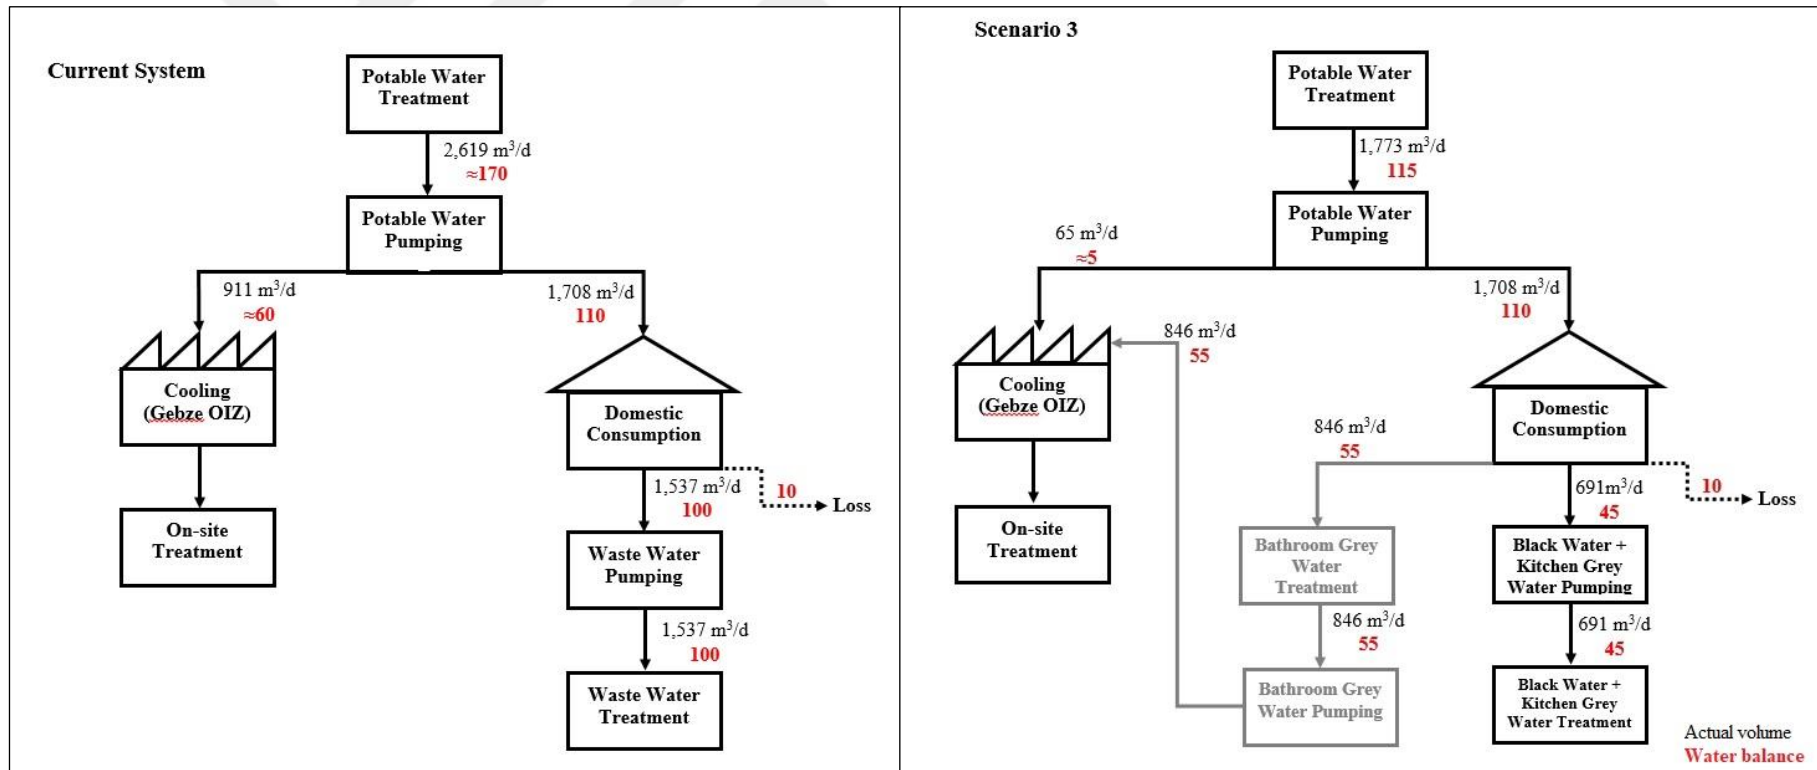 Current System
Potable Water
Treatment
2,619 m³/d
≈170
Potable Water
Pumping
911 m³/d
≈60
1,708 m³/d
110
Cooling
(Gebze OIZ)
Domestic
Consumption
1,537 m³/d
100
10
Loss
On-site
Treatment
Waste Water
Pumping
1,537 m³/d
100
Waste Water
Treatment
Scenario 3
Potable Water
Treatment
1,773 m³/d
115
Potable Water
Pumping
65 m³/d
≈5
1,708 m³/d
110
846 m³/d
55
Cooling
(Gebze OIZ)
Domestic
Consumption
846 m³/d
55
691m³/d
45
10
Loss
On-site
Treatment
Bathroom Grey
Water
Treatment
Black Water +
Kitchen Grey
Water Pumping
846 m³/d
55
691 m³/d
45
Bathroom Grey
Water Pumping
Black Water +
Kitchen Grey
Water Treatment
Actual volume
Water balance